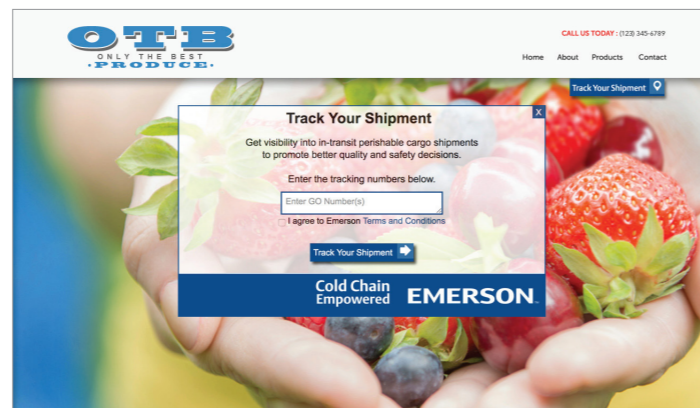 OTB
ONLY THE BEST
·PRODUCE·
CALL US TODAY : (123) 345-6789
Home About Products Contact
Track Your Shipment
X
Track Your Shipment
Get visibility into in-transit perishable cargo shipments
to promote better quality and safety decisions.
Enter the tracking numbers below.
Enter GO Number(s)
I agree to Emerson Terms and Conditions
Track Your Shipment
Cold Chain
Empowered
EMERSON